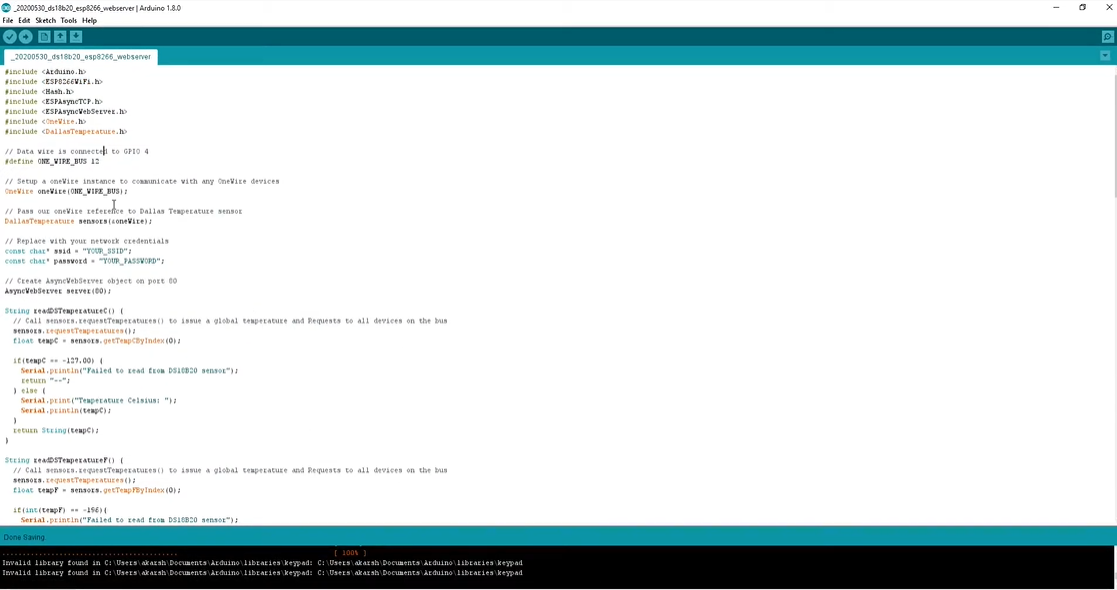 _20200530_ds18b20_esp8266_webserver | Arduino 1.8.0
File Edit Sketch Tools Help
_20200530_ds18b20_esp8266_webserver
#include <Arduino.h>
#include <ESP8266WiFi.h>
#include <Hash.h>
#include <ESPAsyncTCP.h>
#include <ESPAsyncWebServer.h>
#include <OneWire.h>
#include <DallasTemperature.h>
// Data wire is connected to GPIO 4
#define ONE_WIRE_BUS 12
// Setup a oneWire instance to communicate with any OneWire devices
OneWire oneWire(ONE_WIRE_BUS);
// Pass our oneWire reference to Dallas Temperature sensor
DallasTemperature sensors(&oneWire);
// Replace with your network credentials
const char* ssid = "YOUR_SSID";
const char* password = "YOUR_PASSWORD";
// Create AsyncWebServer object on port 80
AsyncWebServer server(80);
String readDSTemperatureC() {
// Call sensors.requestTemperatures() to issue a global temperature and Requests to all devices on the bus
sensors.requestTemperatures();
float tempC = sensors.getTempCByIndex(0);
if(tempC == -127.00) {
Serial.println("Failed to read from DS18B20 sensor");
return "--";
} else {
Serial.print("Temperature Celsius: ");
Serial.println(tempC);
}
return String(tempC);
}
String readDSTemperatureF() {
// Call sensors.requestTemperatures() to issue a global temperature and Requests to all devices on the bus
sensors.requestTemperatures();
float tempF = sensors.getTempFByIndex(0);
if(int(tempF) == -196){
Serial.println("Failed to read from DS18B20 sensor");
Done Saving.
........................................... [ 100% ]
Invalid library found in C:\Users\akarsh\Documents\Arduino\libraries\keypad: C:\Users\akarsh\Documents\Arduino\libraries\keypad
Invalid library found in C:\Users\akarsh\Documents\Arduino\libraries\keypad: C:\Users\akarsh\Documents\Arduino\libraries\keypad